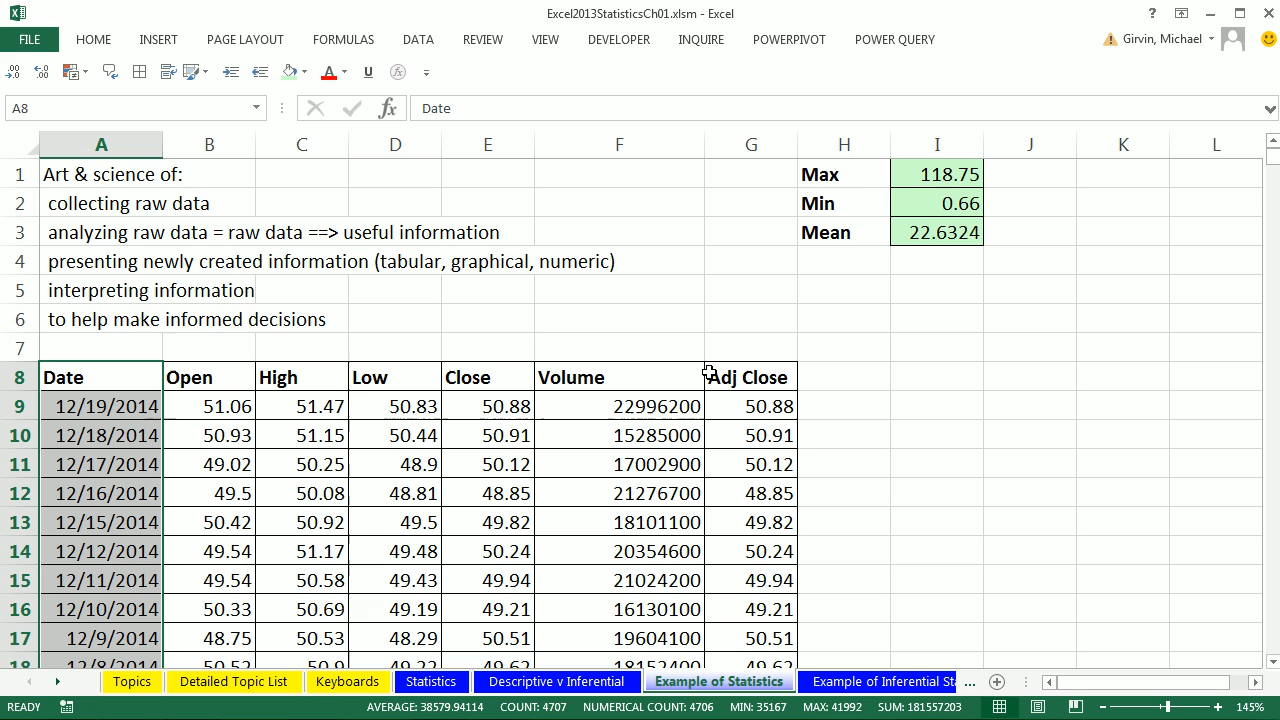 Excel2013StatisticsCh01.xlsm - Excel
FILE HOME INSERT PAGE LAYOUT FORMULAS DATA REVIEW VIEW DEVELOPER INQUIRE POWERPIVOT POWER QUERY Girvin, Michael
A8 fx Date
A B C D E F G H I J K L
1 Art & science of: Max 118.75
2 collecting raw data Min 0.66
3 analyzing raw data = raw data ==> useful information Mean 22.6324
4 presenting newly created information (tabular, graphical, numeric)
5 interpreting information
6 to help make informed decisions
7
8 Date Open High Low Close Volume Adj Close
9 12/19/2014 51.06 51.47 50.83 50.88 22996200 50.88
10 12/18/2014 50.93 51.15 50.44 50.91 15285000 50.91
11 12/17/2014 49.02 50.25 48.9 50.12 17002900 50.12
12 12/16/2014 49.5 50.08 48.81 48.85 21276700 48.85
13 12/15/2014 50.42 50.92 49.5 49.82 18101100 49.82
14 12/12/2014 49.54 51.17 49.48 50.24 20354600 50.24
15 12/11/2014 49.54 50.58 49.43 49.94 21024200 49.94
16 12/10/2014 50.33 50.69 49.19 49.21 16130100 49.21
17 12/9/2014 48.75 50.53 48.29 50.51 19604100 50.51
18 12/8/2014 50.52 50.9 49.22 49.62 18152400 49.62
Topics Detailed Topic List Keyboards Statistics Descriptive v Inferential Example of Statistics Example of Inferential St ...
READY AVERAGE: 38579.94114 COUNT: 4707 NUMERICAL COUNT: 4706 MIN: 35167 MAX: 41992 SUM: 181557203 145%